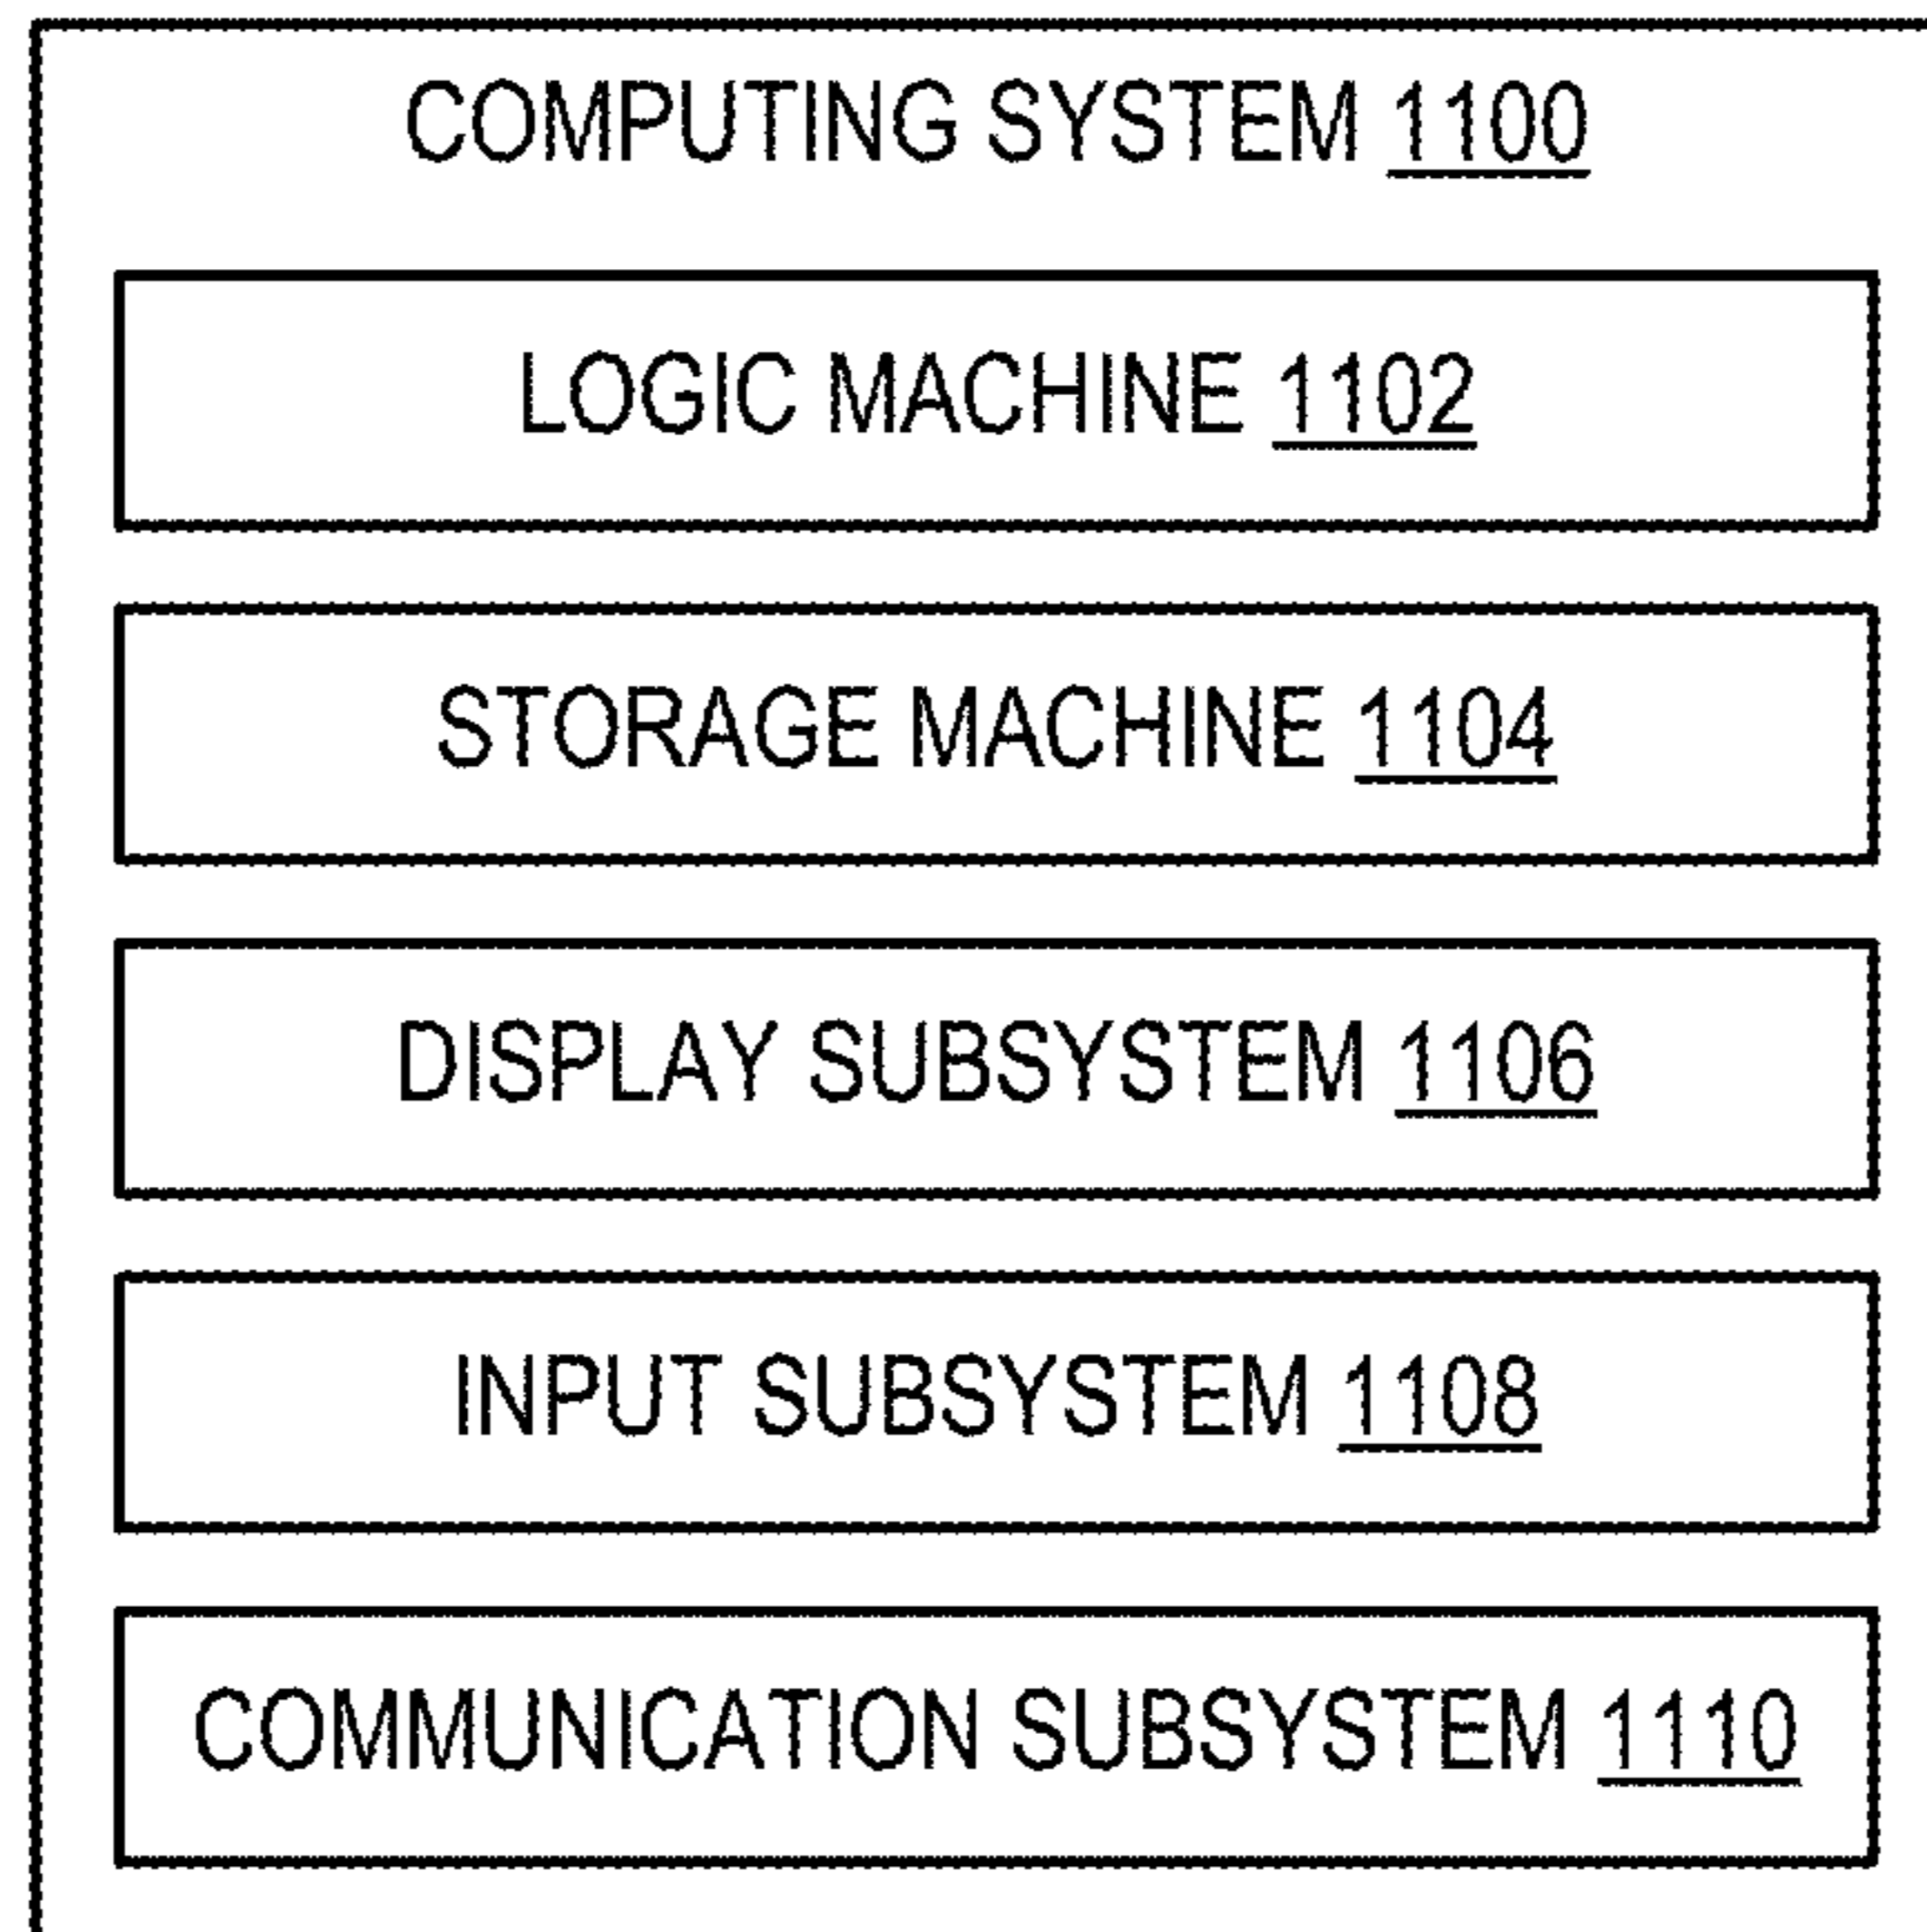 COMPUTING SYSTEM 1100
LOGIC MACHINE 1102
STORAGE MACHINE 1104
DISPLAY SUBSYSTEM 1106
INPUT SUBSYSTEM 1108
COMMUNICATION SUBSYSTEM 1110